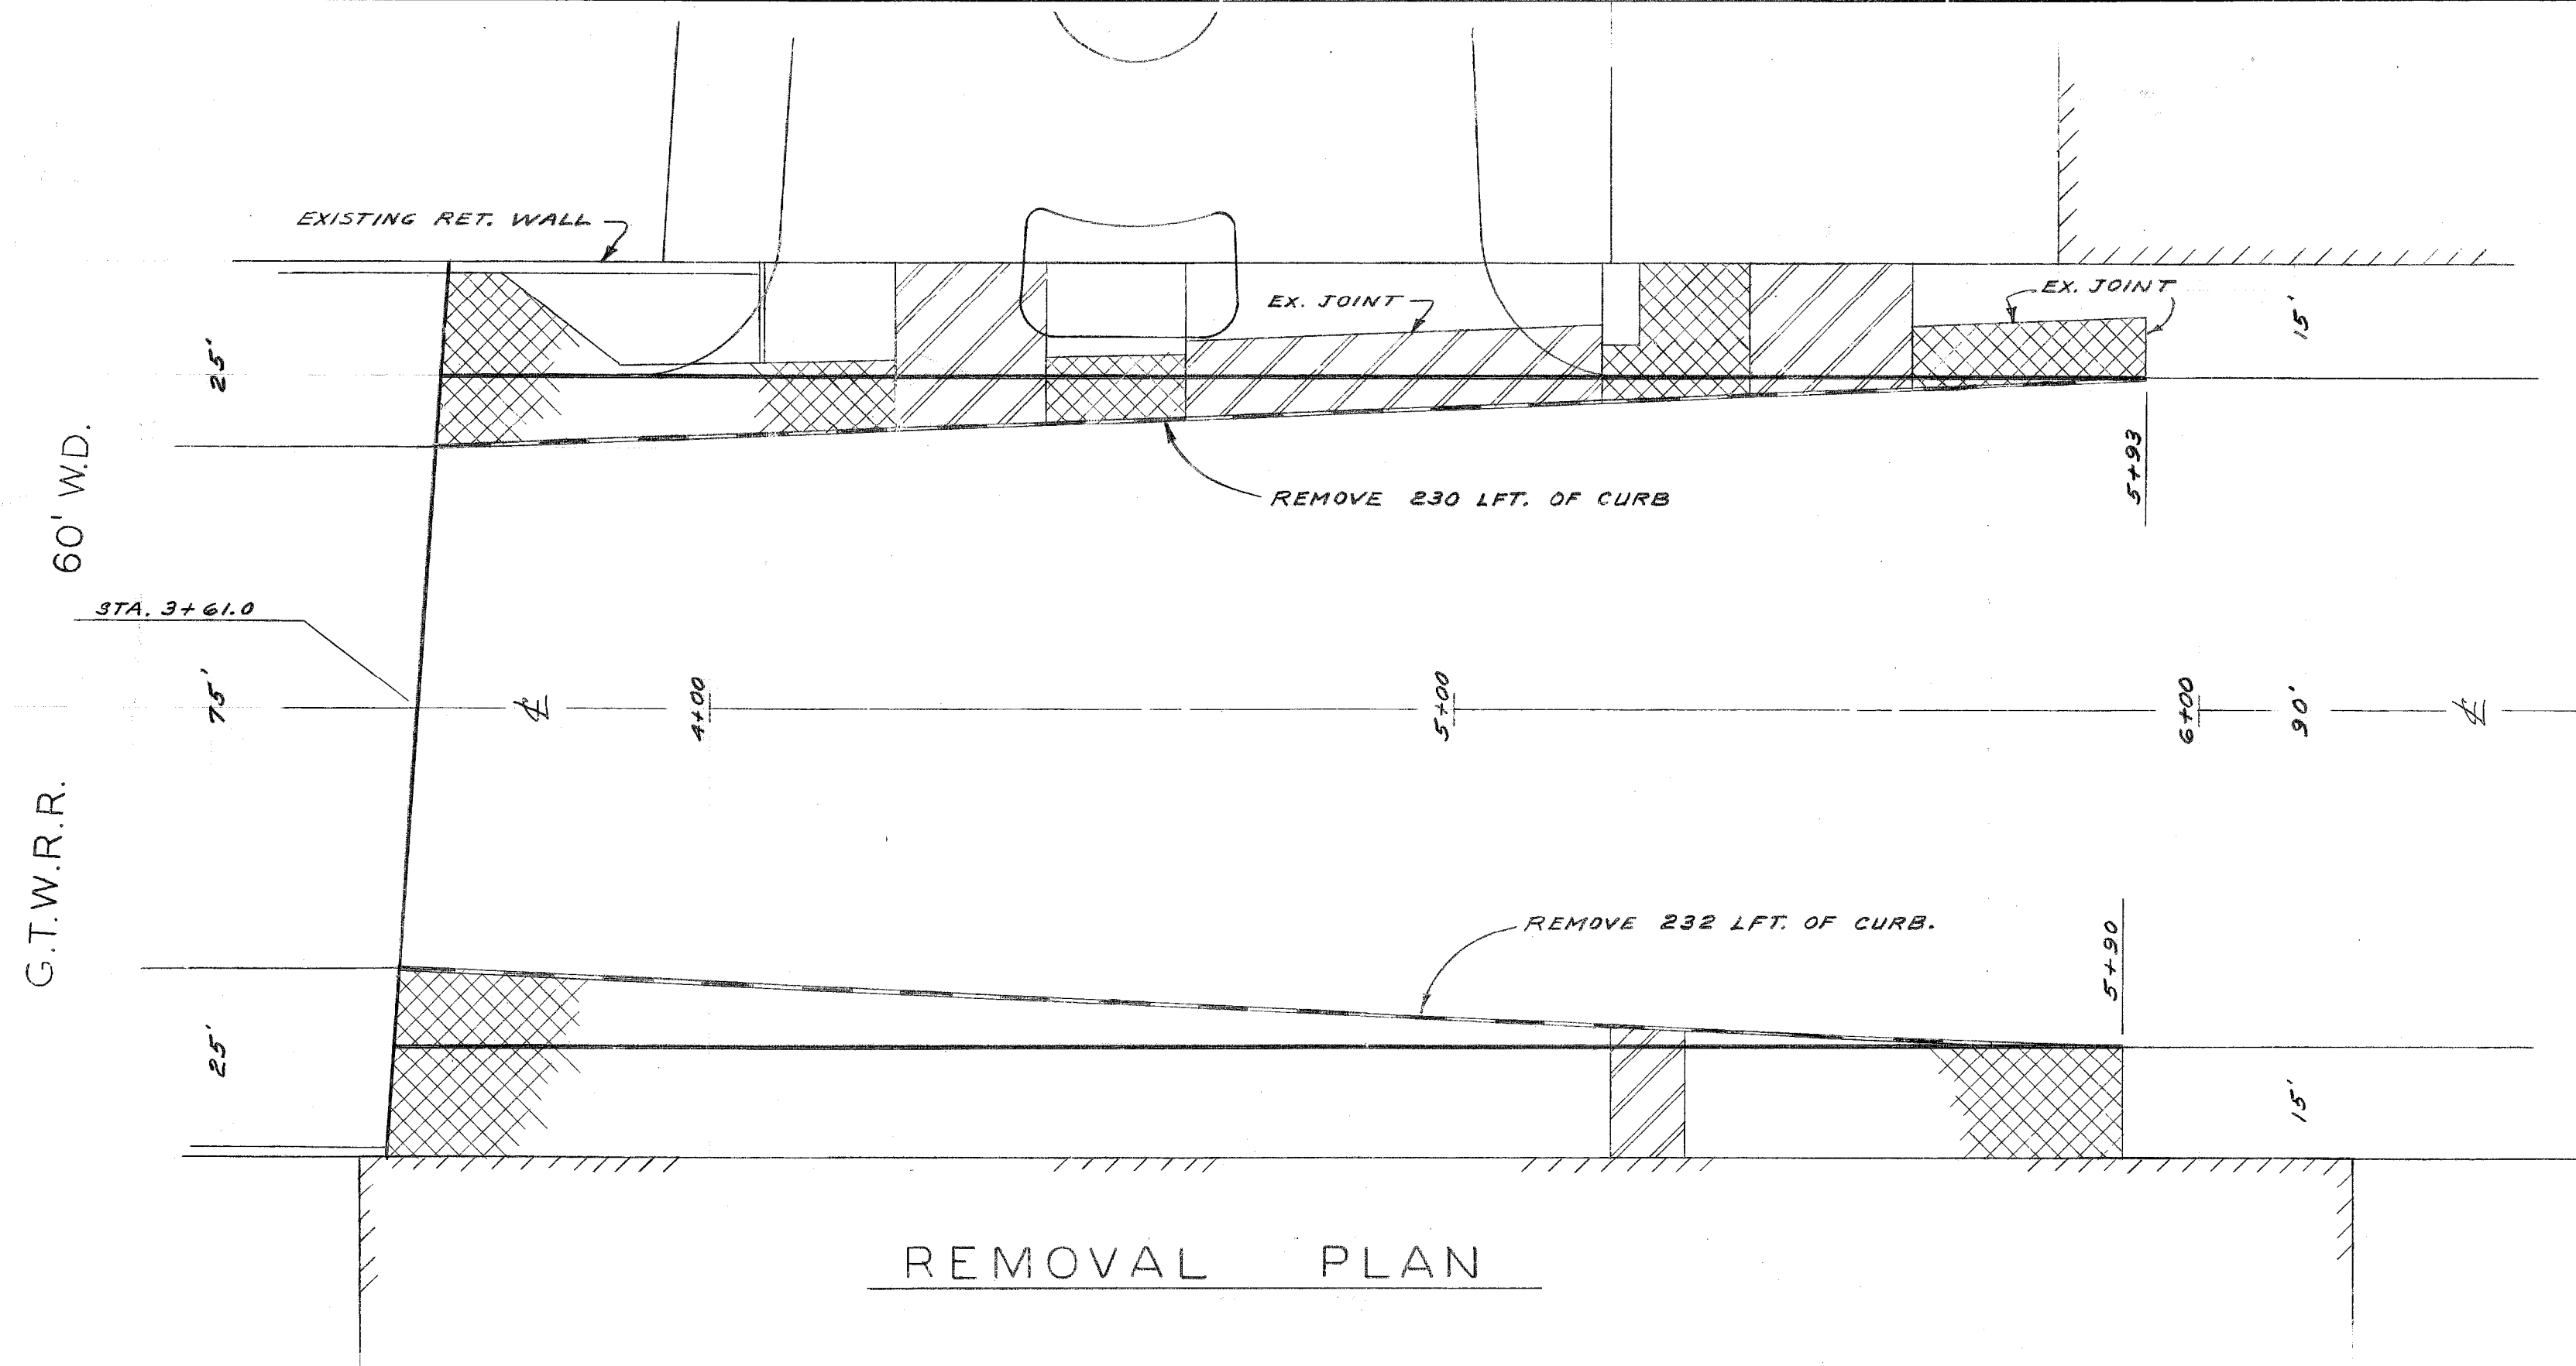 EXISTING RET. WALL
EX. JOINT
EX. JOINT
15'
25'
60' W.D.
REMOVE 230 LFT. OF CURB
5+93
STA. 3+61.0
75'
℄
4+00
5+00
6+00
90'
℄
G.T.W.R.R.
REMOVE 232 LFT. OF CURB.
5+90
25'
15'
REMOVAL PLAN